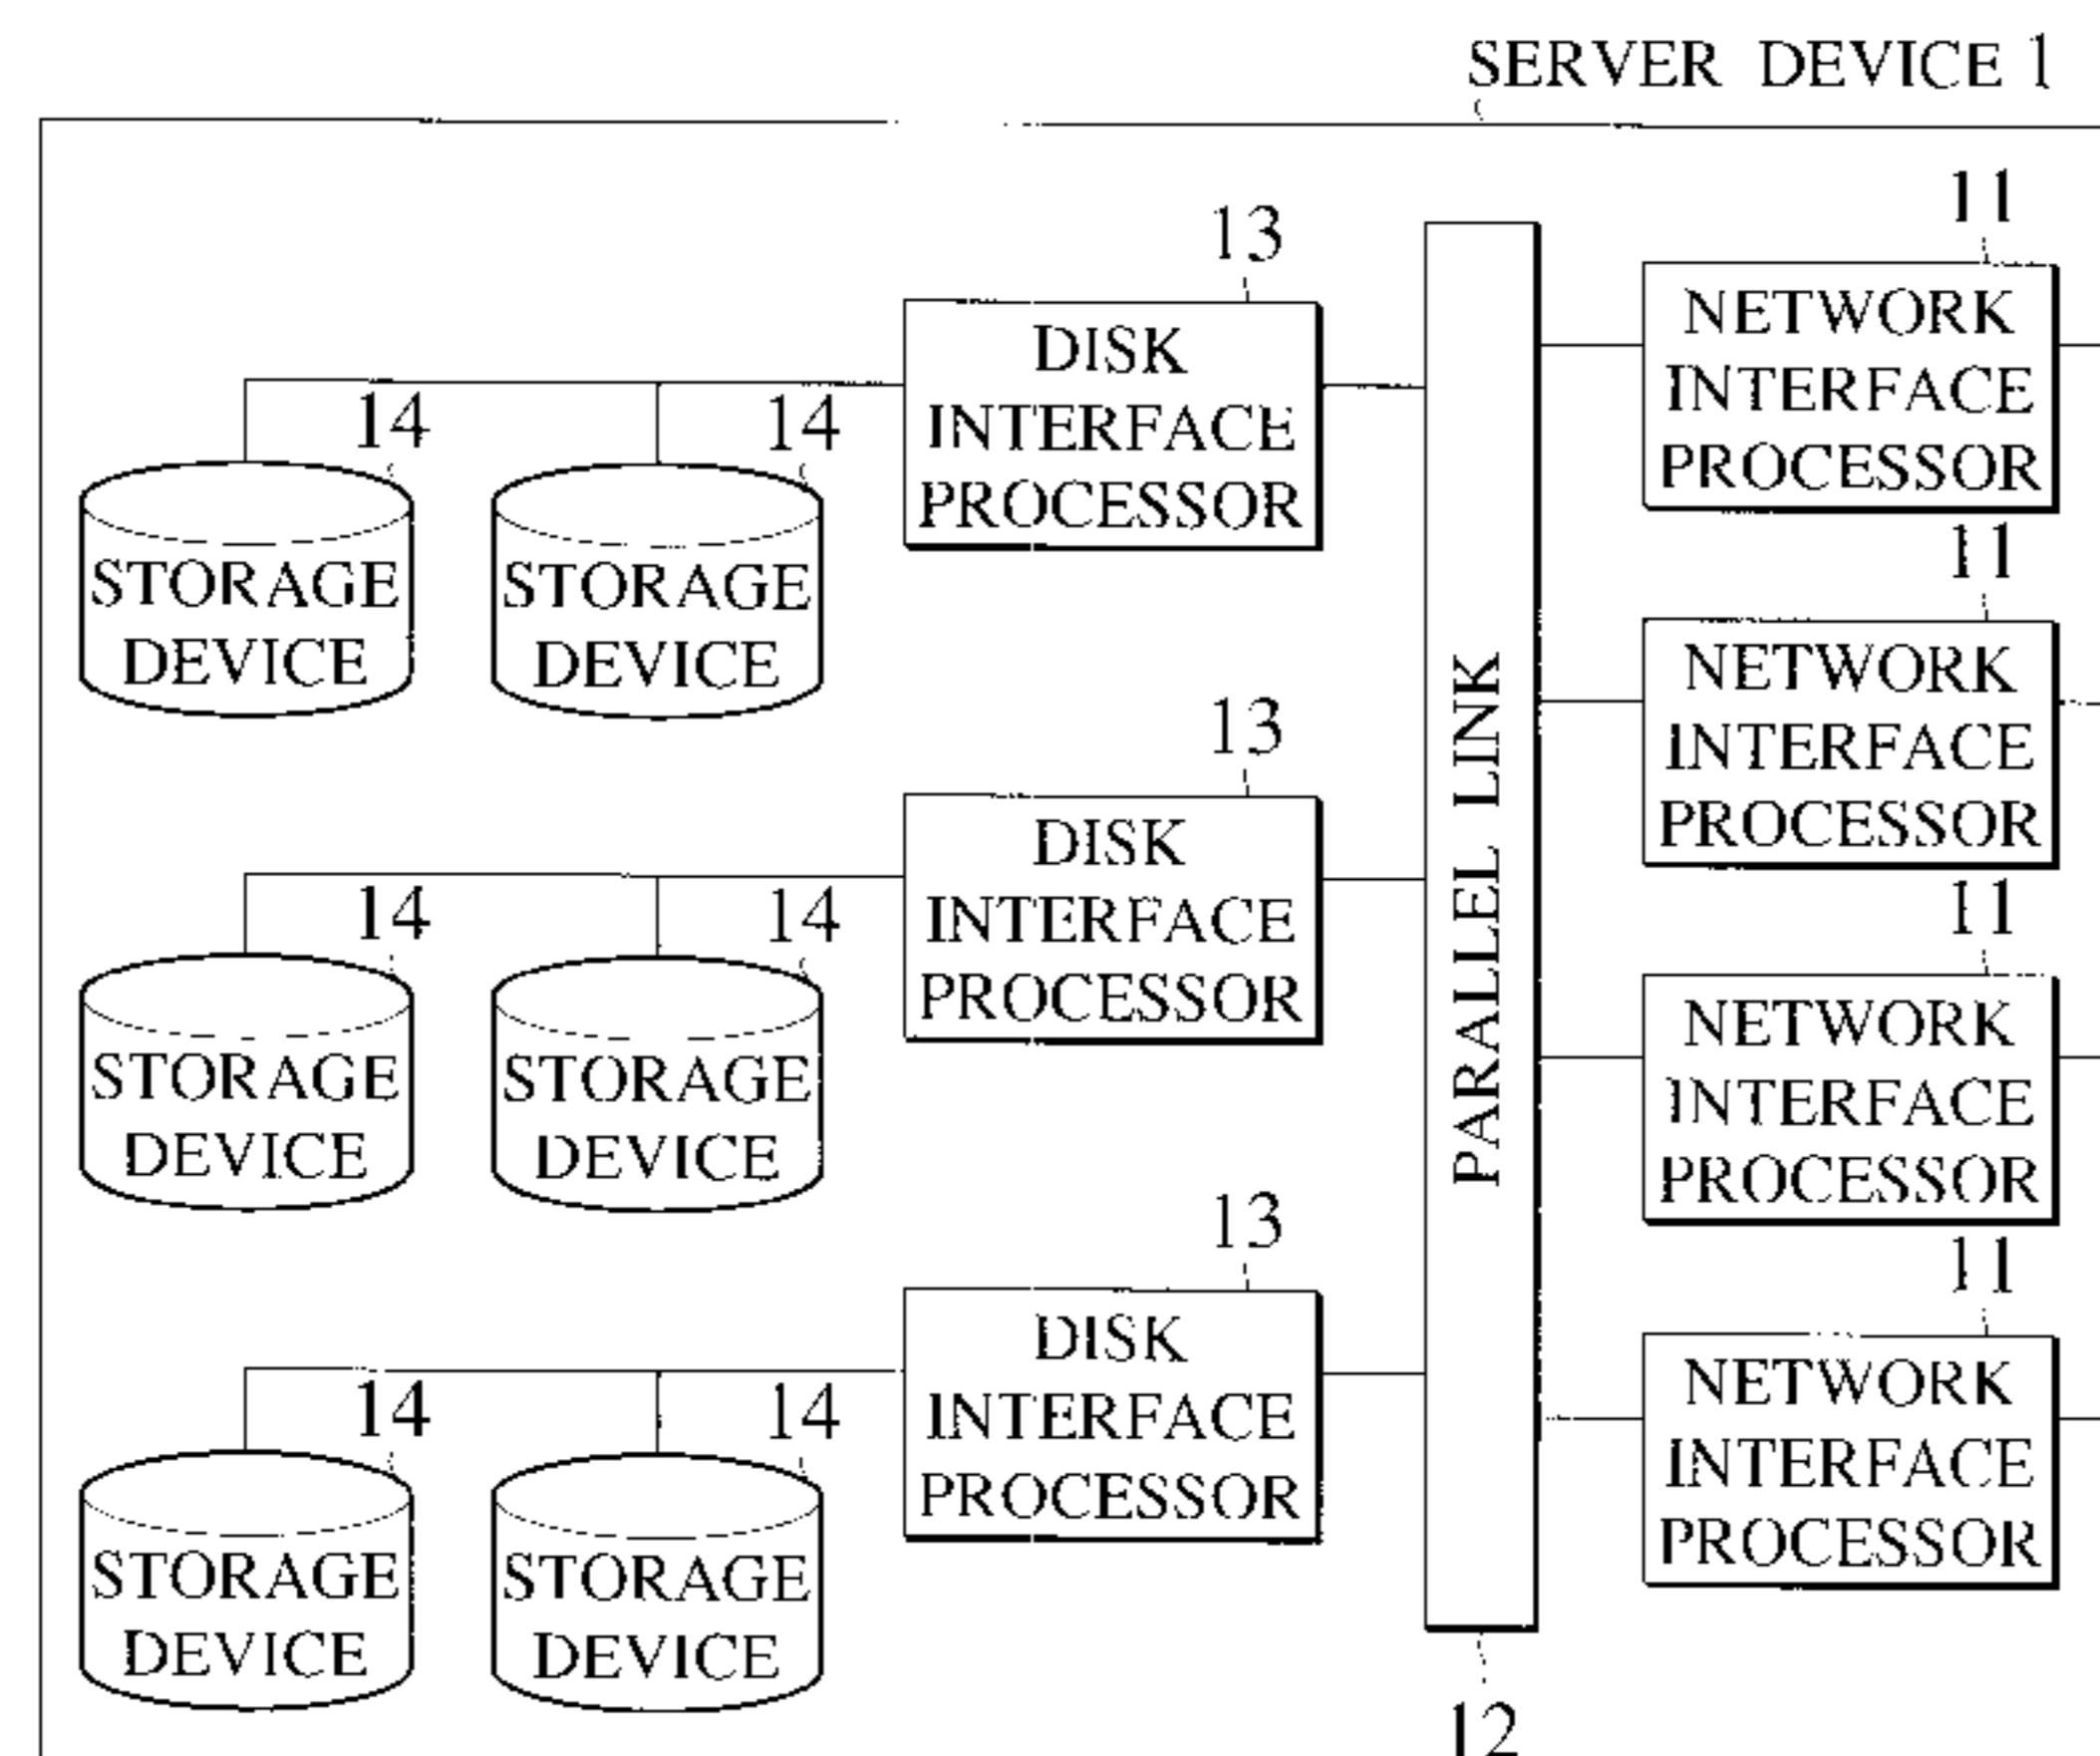 SERVER DEVICE 1
11
13
NETWORK
INTERFACE
PROCESSOR
DISK
INTERFACE
PROCESSOR
14
14
STORAGE
DEVICE
STORAGE
DEVICE
11
NETWORK
INTERFACE
PROCESSOR
13
DISK
INTERFACE
PROCESSOR
14
14
STORAGE
DEVICE
STORAGE
DEVICE
PARALLEL LINK
11
NETWORK
INTERFACE
PROCESSOR
13
DISK
INTERFACE
PROCESSOR
14
14
STORAGE
DEVICE
STORAGE
DEVICE
11
NETWORK
INTERFACE
PROCESSOR
12